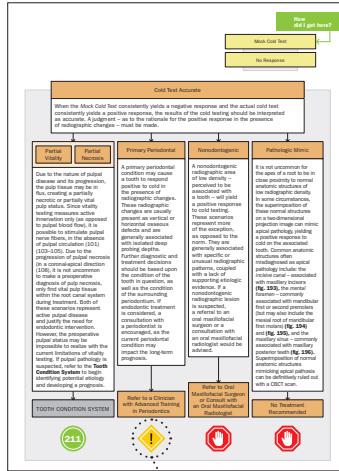 How
did I get here?
Mock Cold Test
No Response
Cold Test Accurate
When the Mock Cold Test consistently yields a negative response and the actual cold test
consistently yields a positive response, the results of the cold testing should be interpreted
as accurate. A judgment – as to the rationale for the positive response in the presence
of radiographic changes – must be made.
Partial
Vitality
Partial
Necrosis
Due to the nature of pulpal
disease and its progression,
the pulp tissue may be in
flux, creating a partially
necrotic or partially vital
pulp status. Since vitality
testing measures active
innervation only (as opposed
to pulpal blood flow), it is
possible to stimulate pulpal
nerve fibers, in the absence
of pulpal circulation (101)
(103–105). Due to the
progression of pulp necrosis
(in a corono-apical direction
(108), it is not uncommon
to make a preoperative
diagnosis of pulp necrosis,
only find vital pulp tissue
within the root canal system
during treatment. Both of
these scenarios represent
active pulpal disease and
justify the need for
endodontic intervention.
However, the preoperative
pulpal status may be
impossible to realize with the
current limitations of vitality
testing. If pulpal pathology is
suspected, refer to the Tooth
Condition System to begin
identifying potential etiology
and developing a prognosis.
TOOTH CONDITION SYSTEM
211
Primary Periodontal
A primary periodontal
condition may cause
a tooth to respond
positive to cold in the
presence of radiographic
changes. These
radiographic changes
are usually present as
vertical or horizontal
osseous defects and
are generally associated
with isolated deep
probing depths.
Further diagnostic and
treatment decisions
should be based upon
the condition of the
tooth in question, as well
as the condition of the
surrounding periodontium. If
endodontic treatment
is considered, a
consultation with a
periodontist is
encouraged, as the
current periodontal
condition may
impact the long-term
prognosis.
Refer to a Clinician
with Advanced Training
in Periodontics
!
Nonodontogenic
A nonodontogenic
radiographic area
of low density –
perceived to be
associated with
a tooth – will yield
a positive response
to cold testing.
These scenarios
represent more
of the exception,
as opposed to the
norm. They are
generally associated
with specific or
unusual radiographic
patterns, coupled
with a lack of
supporting etiologic
evidence. If a
nonodontogenic
radiographic lesion
is suspected,
a referral to an
oral maxillofacial
surgeon or a
consultation with an
oral maxillofacial
radiologist would be
advised.
Refer to Oral
Maxillofacial Surgeon
or Consult with
an Oral Maxillofacial
Radiologist
Pathologic Mimic
It is not uncommon for
the apex of a root to be in
close proximity to normal
anatomic structures of
low radiographic density.
In some circumstances,
the superimposition of
these normal structures
on a two-dimensional
projection image can mimic
apical pathology, yielding
a positive response to
cold on the associated
tooth. Common anatomic
structures often
misdiagnosed as apical
pathology include: the
incisive canal – associated
with maxillary incisors
(fig. 193), the mental
foramen – commonly
associated with mandibular
first or second premolars
(but may also include the
mesial root of mandibular
first molars) (fig. 194)
and (fig. 195), and the
maxillary sinus – commonly
associated with maxillary
posterior teeth (fig. 196).
Superimposition of normal
anatomic structures
mimicking apical pathosis
can be definitively ruled out
with a CBCT scan.
No Treatment
Recommended